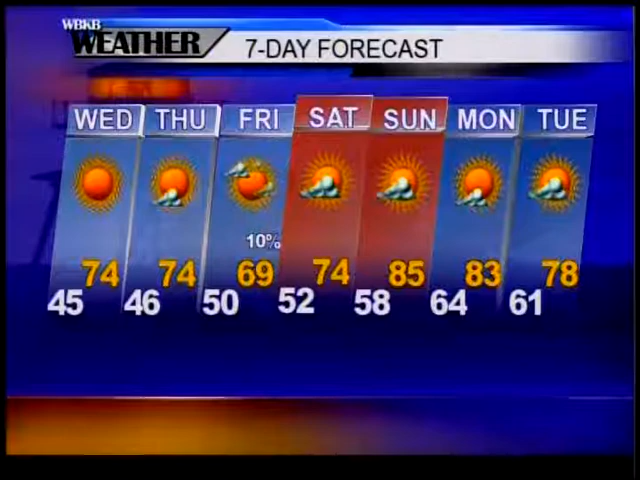 WBKB
WEATHER
7-DAY FORECAST
WED THU FRI SAT SUN MON TUE
10%
74 74 69 74 85 83 78
45 46 50 52 58 64 61